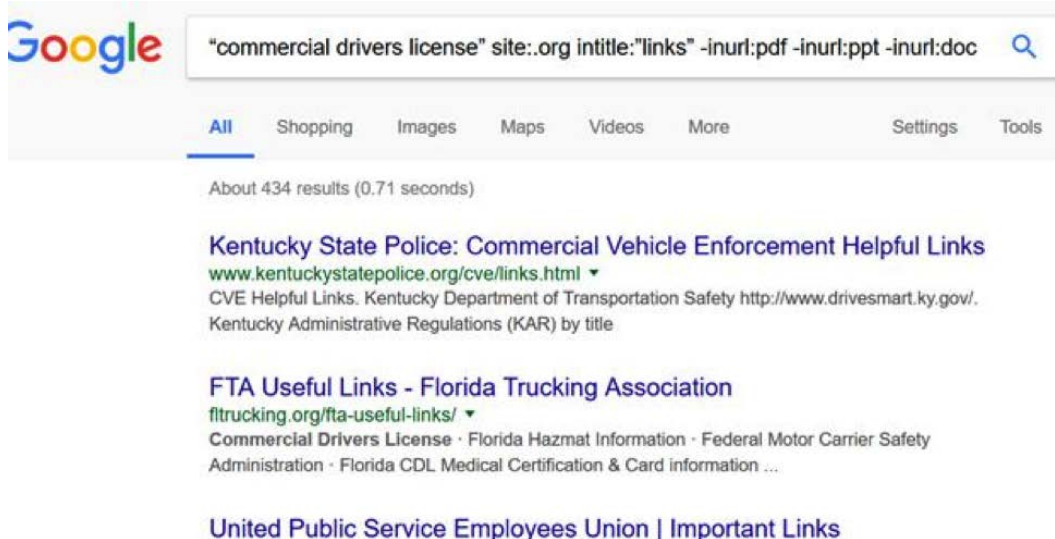 Google
“commercial drivers license” site:.org intitle:”links” -inurl:pdf -inurl:ppt -inurl:doc
All Shopping Images Maps Videos More Settings Tools
About 434 results (0.71 seconds)
Kentucky State Police: Commercial Vehicle Enforcement Helpful Links
www.kentuckystatepolice.org/cve/links.html
CVE Helpful Links. Kentucky Department of Transportation Safety http://www.drivesmart.ky.gov/.
Kentucky Administrative Regulations (KAR) by title
FTA Useful Links - Florida Trucking Association
fltrucking.org/fta-useful-links/
Commercial Drivers License · Florida Hazmat Information · Federal Motor Carrier Safety
Administration · Florida CDL Medical Certification & Card information ...
United Public Service Employees Union | Important Links